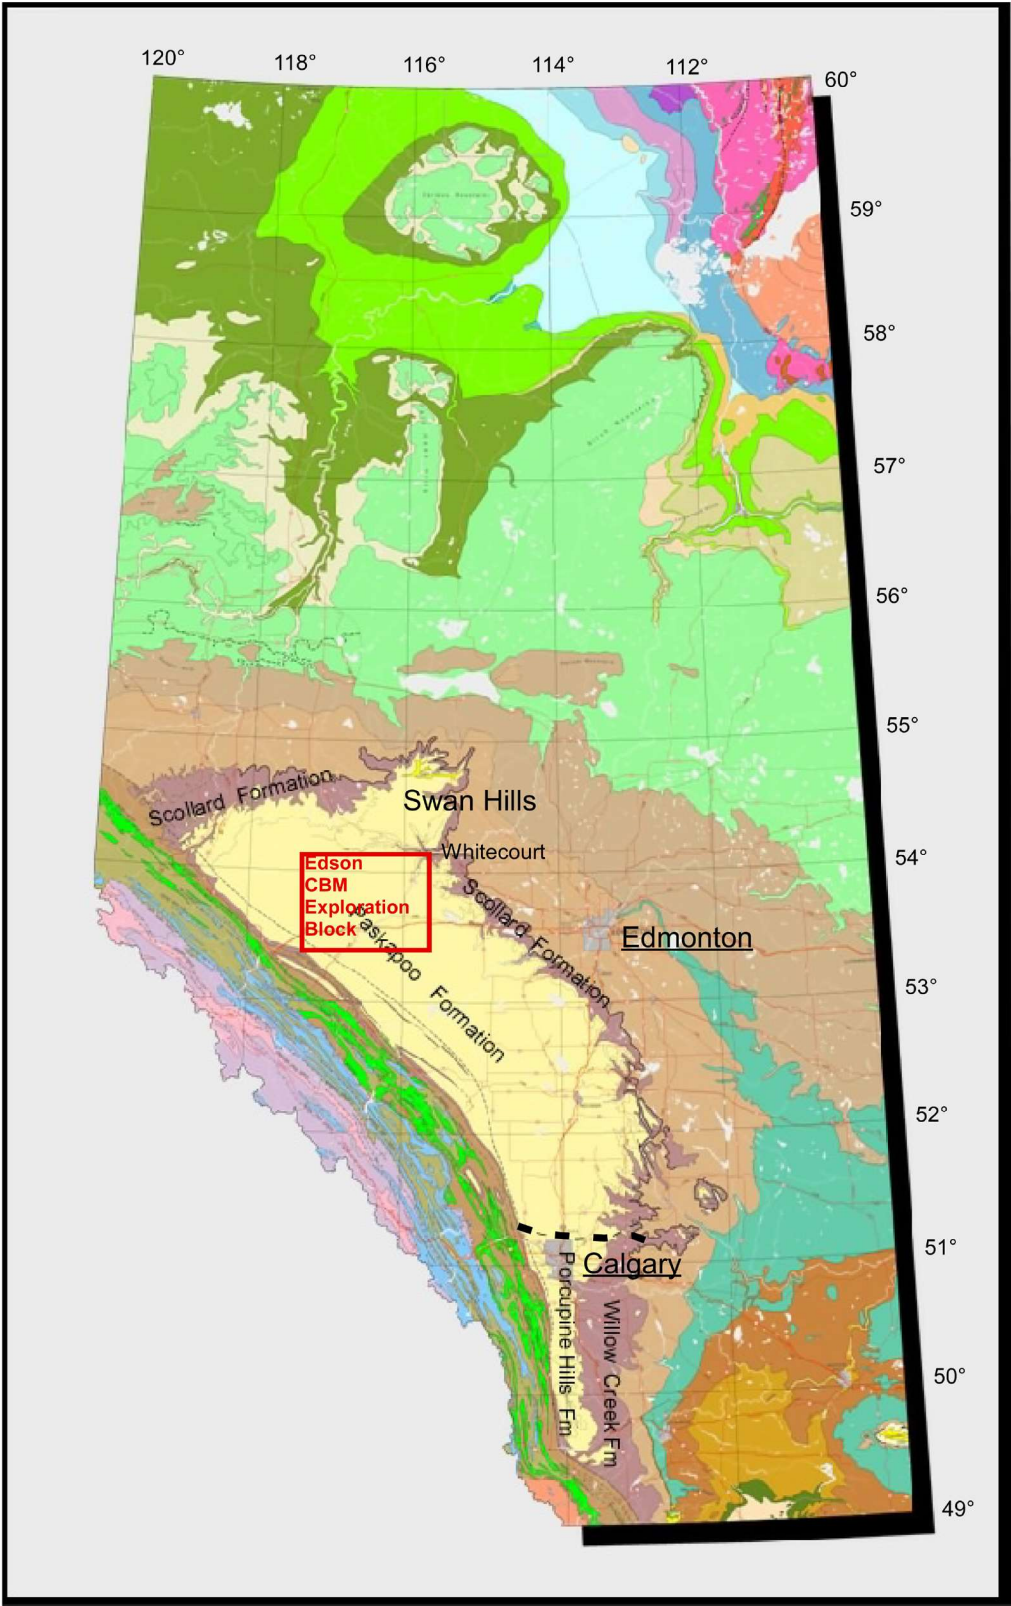 120°
118°
116°
114°
112°
60°
59°
58°
57°
56°
55°
Scollard Formation
Swan Hills
Whitecourt
54°
Edson
CBM
Exploration
Block
Paskapoo Formation
Scollard Formation
Edmonton
53°
52°
51°
Calgary
Porcupine Hills Fm
Willow Creek Fm
50°
49°